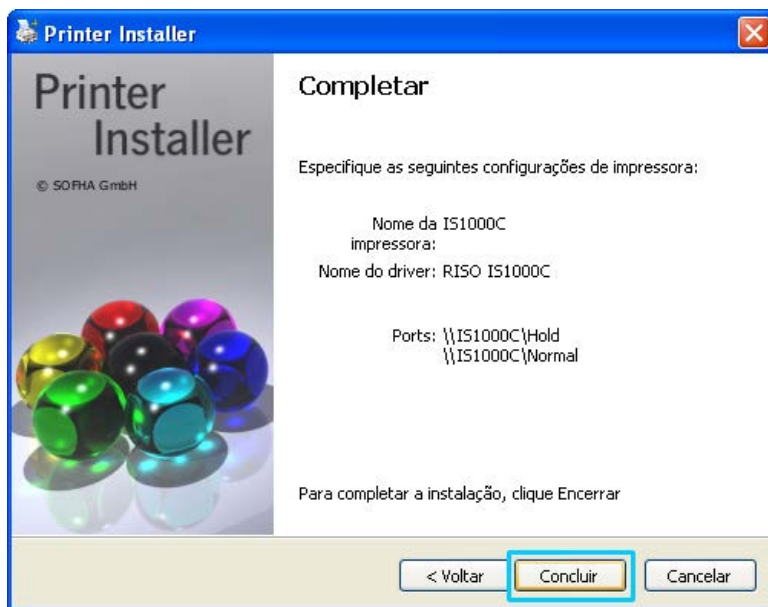 Printer Installer
Printer
Installer
© SOFHA GmbH
Completar
Especifique as seguintes configurações de impressora:
Nome da IS1000C
impressora:
Nome do driver: RISO IS1000C
Ports: \\IS1000C\Hold
\\IS1000C\Normal
Para completar a instalação, clique Encerrar
< Voltar
Concluir
Cancelar